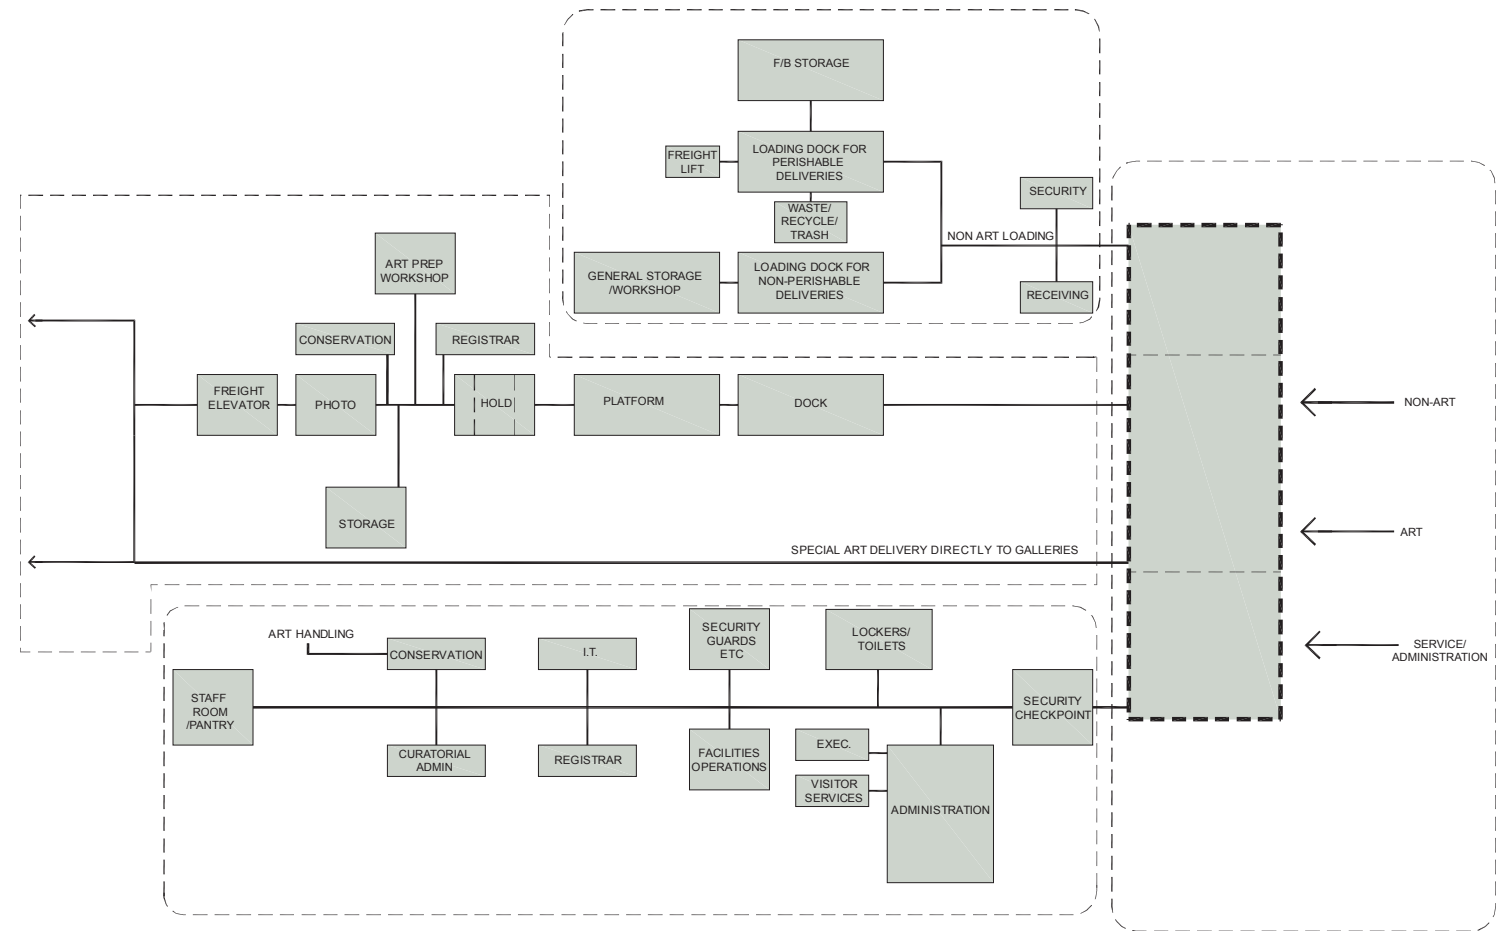 F/B STORAGE
FREIGHT
LIFT
LOADING DOCK FOR
PERISHABLE
DELIVERIES
WASTE/
RECYCLE/
TRASH
SECURITY
NON ART LOADING
GENERAL STORAGE
/WORKSHOP
LOADING DOCK FOR
NON-PERISHABLE
DELIVERIES
RECEIVING
ART PREP
WORKSHOP
CONSERVATION
REGISTRAR
FREIGHT
ELEVATOR
PHOTO
HOLD
PLATFORM
DOCK
STORAGE
SPECIAL ART DELIVERY DIRECTLY TO GALLERIES
NON-ART
ART
SERVICE/
ADMINISTRATION
ART HANDLING
CONSERVATION
I.T.
SECURITY
GUARDS
ETC
LOCKERS/
TOILETS
STAFF
ROOM
/PANTRY
SECURITY
CHECKPOINT
CURATORIAL
ADMIN
REGISTRAR
FACILITIES
OPERATIONS
EXEC.
VISITOR
SERVICES
ADMINISTRATION